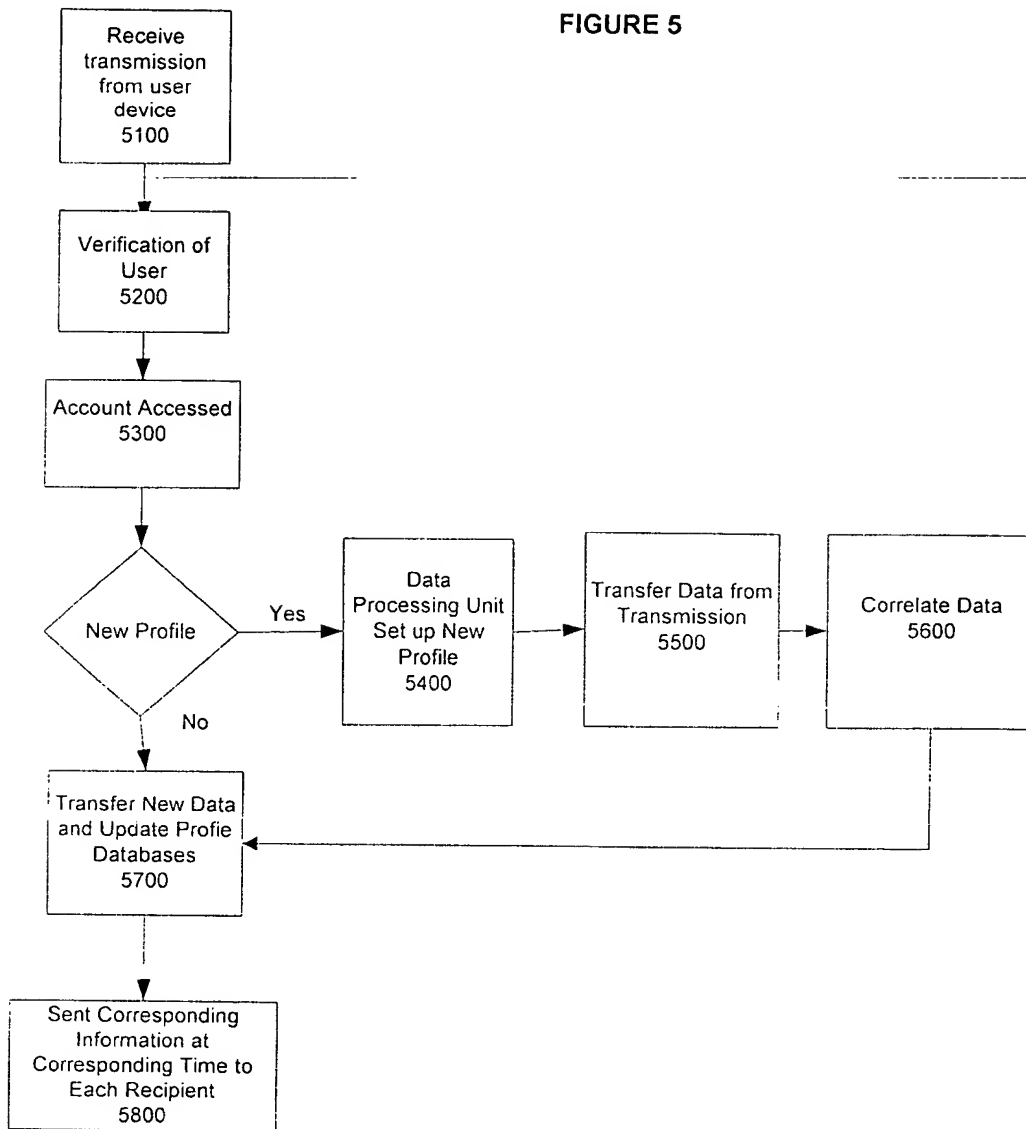 FIGURE 5
Receive
transmission
from user
device
5100
Verification of
User
5200
Account Accessed
5300
New Profile
Yes
Data
Processing Unit
Set up New
Profile
5400
Transfer Data from
Transmission
5500
Correlate Data
5600
No
Transfer New Data
and Update Profie
Databases
5700
Sent Corresponding
Information at
Corresponding Time to
Each Recipient
5800